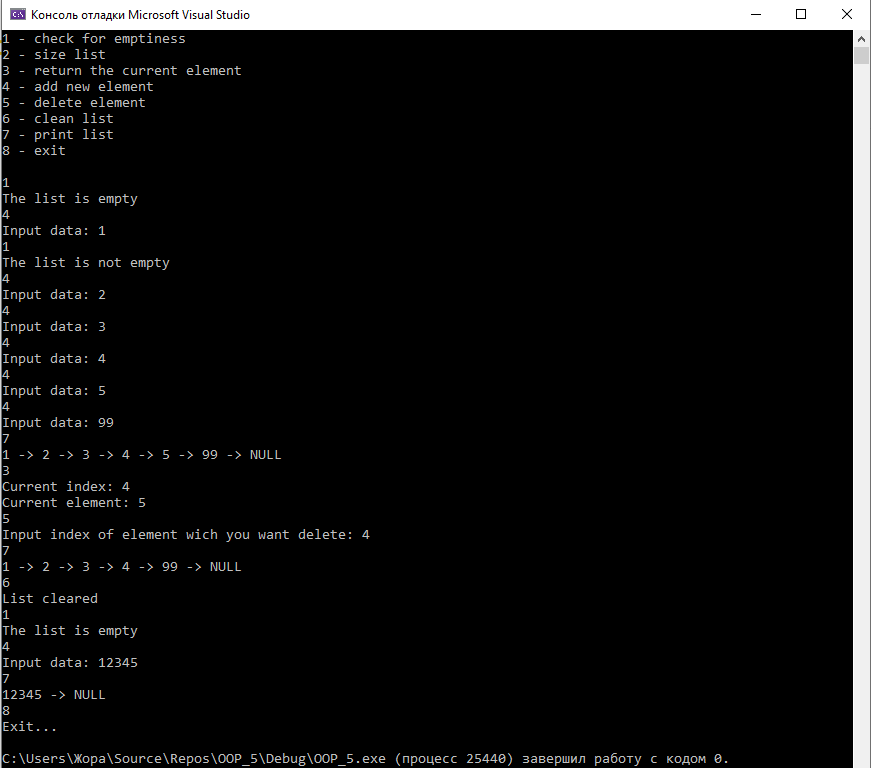 Консоль отладки Microsoft Visual Studio
1 - check for emptiness
2 - size list
3 - return the current element
4 - add new element
5 - delete element
6 - clean list
7 - print list
8 - exit
1
The list is empty
4
Input data: 1
1
The list is not empty
4
Input data: 2
4
Input data: 3
4
Input data: 4
4
Input data: 5
4
Input data: 99
7
1 -> 2 -> 3 -> 4 -> 5 -> 99 -> NULL
3
Current index: 4
Current element: 5
5
Input index of element wich you want delete: 4
7
1 -> 2 -> 3 -> 4 -> 99 -> NULL
6
List cleared
1
The list is empty
4
Input data: 12345
7
12345 -> NULL
8
Exit...
C:\Users\Жора\Source\Repos\OOP_5\Debug\OOP_5.exe (процесс 25440) завершил работу с кодом 0.